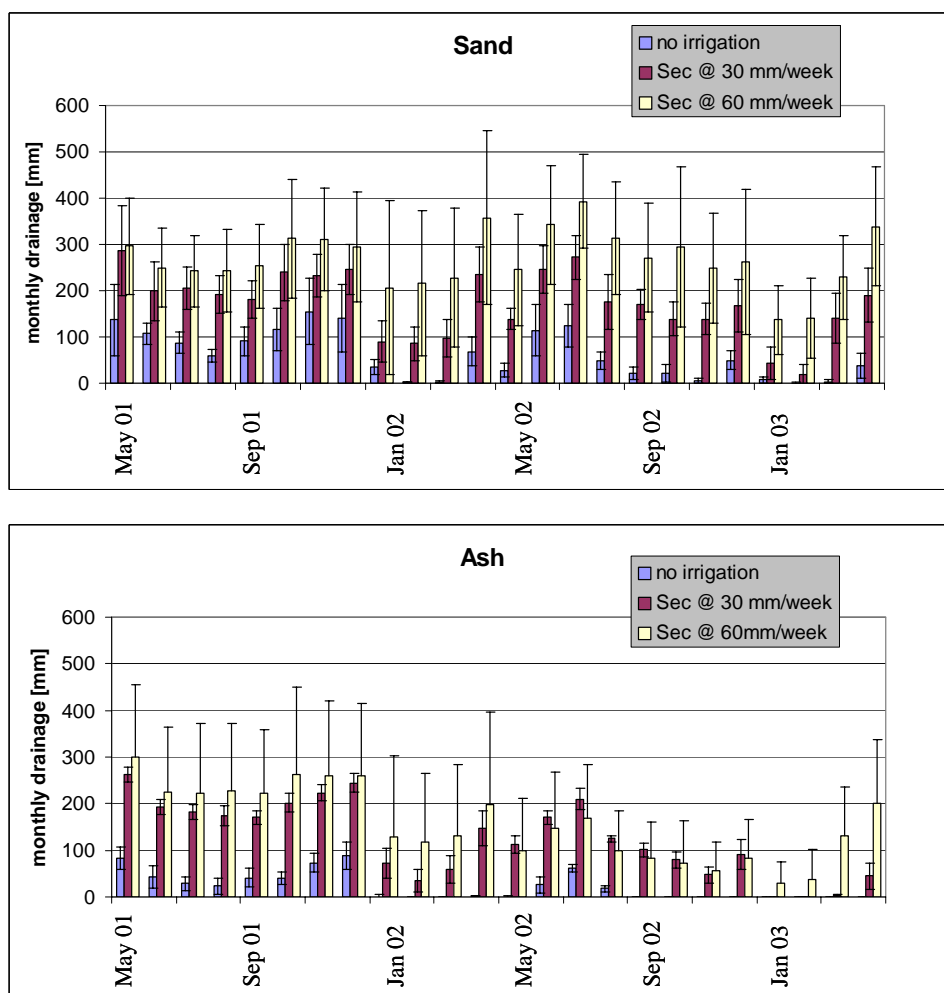 Sand
no irrigation
Sec @ 30 mm/week
Sec @ 60 mm/week
monthly drainage [mm]
600
500
400
300
200
100
0
May 01
Sep 01
Jan 02
May 02
Sep 02
Jan 03
Ash
no irrigation
Sec @ 30 mm/week
Sec @ 60mm/week
monthly drainage [mm]
600
500
400
300
200
100
0
May 01
Sep 01
Jan 02
May 02
Sep 02
Jan 03